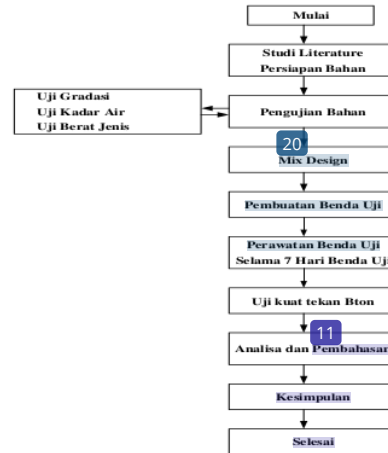 Mulai
Studi Literature
Persiapan Bahan
Uji Gradasi
Uji Kadar Air
Uji Berat Jenis
Pengujian Bahan
20
Mix Design
Pembuatan Benda Uji
Perawatan Benda Uji
Selama 7 Hari Benda Uji
Uji kuat tekan Bton
11
Analisa dan Pembahasan
Kesimpulan
Selesai